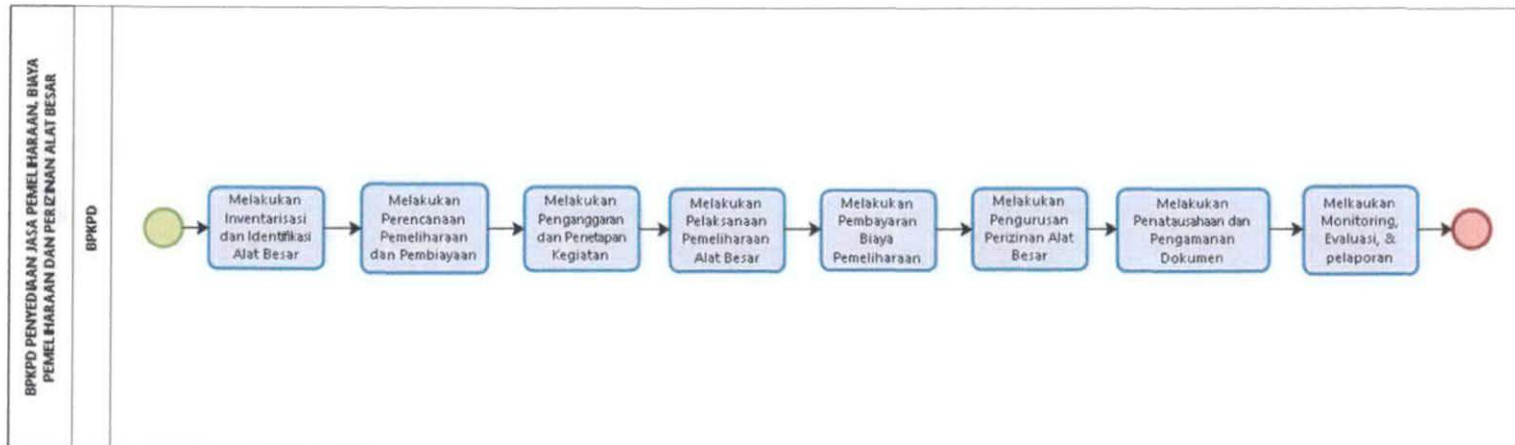 BPKPD PENYEDIAAN JASA PEMELIHARAAN, BIAYA
PEMELIHARAAN DAN PERIZINAN ALAT BESAR
BPKPD
Melakukan
Inventarisasi
dan Identifikasi
Alat Besar
Melakukan
Perencanaan
Pemeliharaan
dan Pembiayaan
Melakukan
Penganggaran
dan Penetapan
Kegiatan
Melakukan
Pelaksanaan
Pemeliharaan
Alat Besar
Melakukan
Pembayaran
Biaya
Pemeliharaan
Melakukan
Pengurusan
Perizinan Alat
Besar
Melakukan
Penatausahaan dan
Pengamanan
Dokumen
Melkaukan
Monitoring,
Evaluasi, &
pelaporan